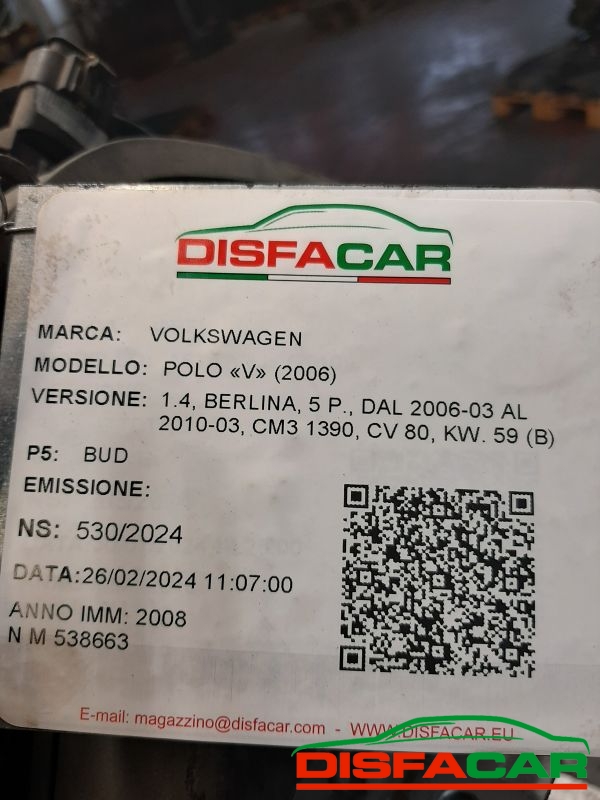 DISFACAR
MARCA: VOLKSWAGEN
MODELLO: POLO «V» (2006)
VERSIONE: 1.4, BERLINA, 5 P., DAL 2006-03 AL
2010-03, CM3 1390, CV 80, KW. 59 (B)
P5: BUD
EMISSIONE:
NS: 530/2024
DATA:26/02/2024 11:07:00
ANNO IMM: 2008
N M 538663
E-mail: magazzino@disfacar.com - WWW.DISFACAR.EU
DISFACAR